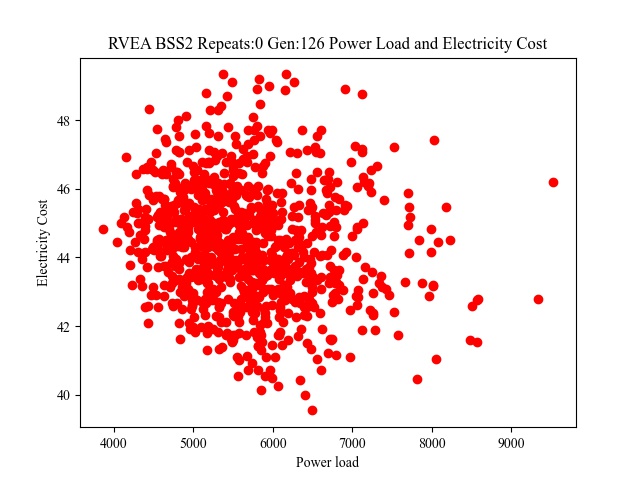 RVEA BSS2 Repeats:0 Gen:126 Power Load and Electricity Cost
48
46
44
42
40
Electricity Cost
4000 5000 6000 7000 8000 9000
Power load